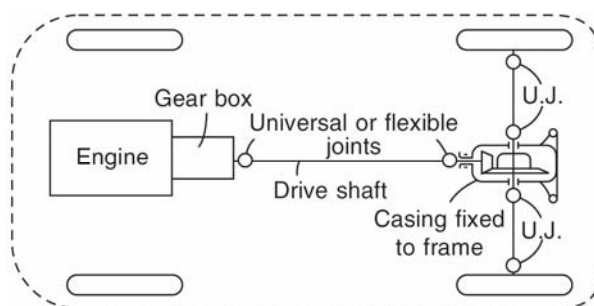 Gear box
Engine
Universal or flexible
joints
Drive shaft
Casing fixed
to frame
U.J.
U.J.